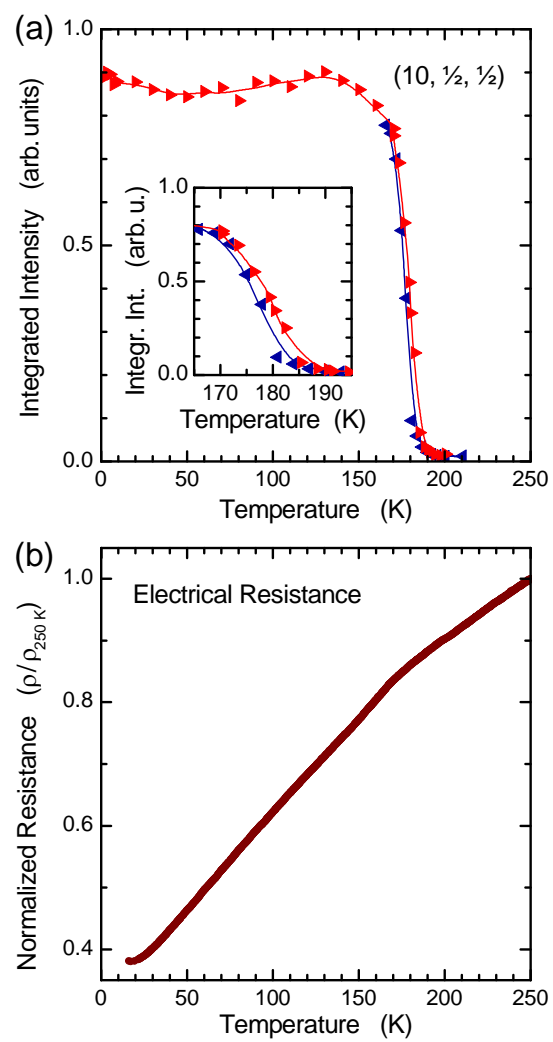 (a)
1.0
(10, ½, ½)
Integrated Intensity (arb. units)
0.5
0.0
1.0
Integr. Int. (arb. u.)
0.5
0.0
170 180 190
Temperature (K)
0 50 100 150 200 250
Temperature (K)
(b)
1.0
Electrical Resistance
Normalized Resistance (ρ/ρ250 K)
0.8
0.6
0.4
0 50 100 150 200 250
Temperature (K)